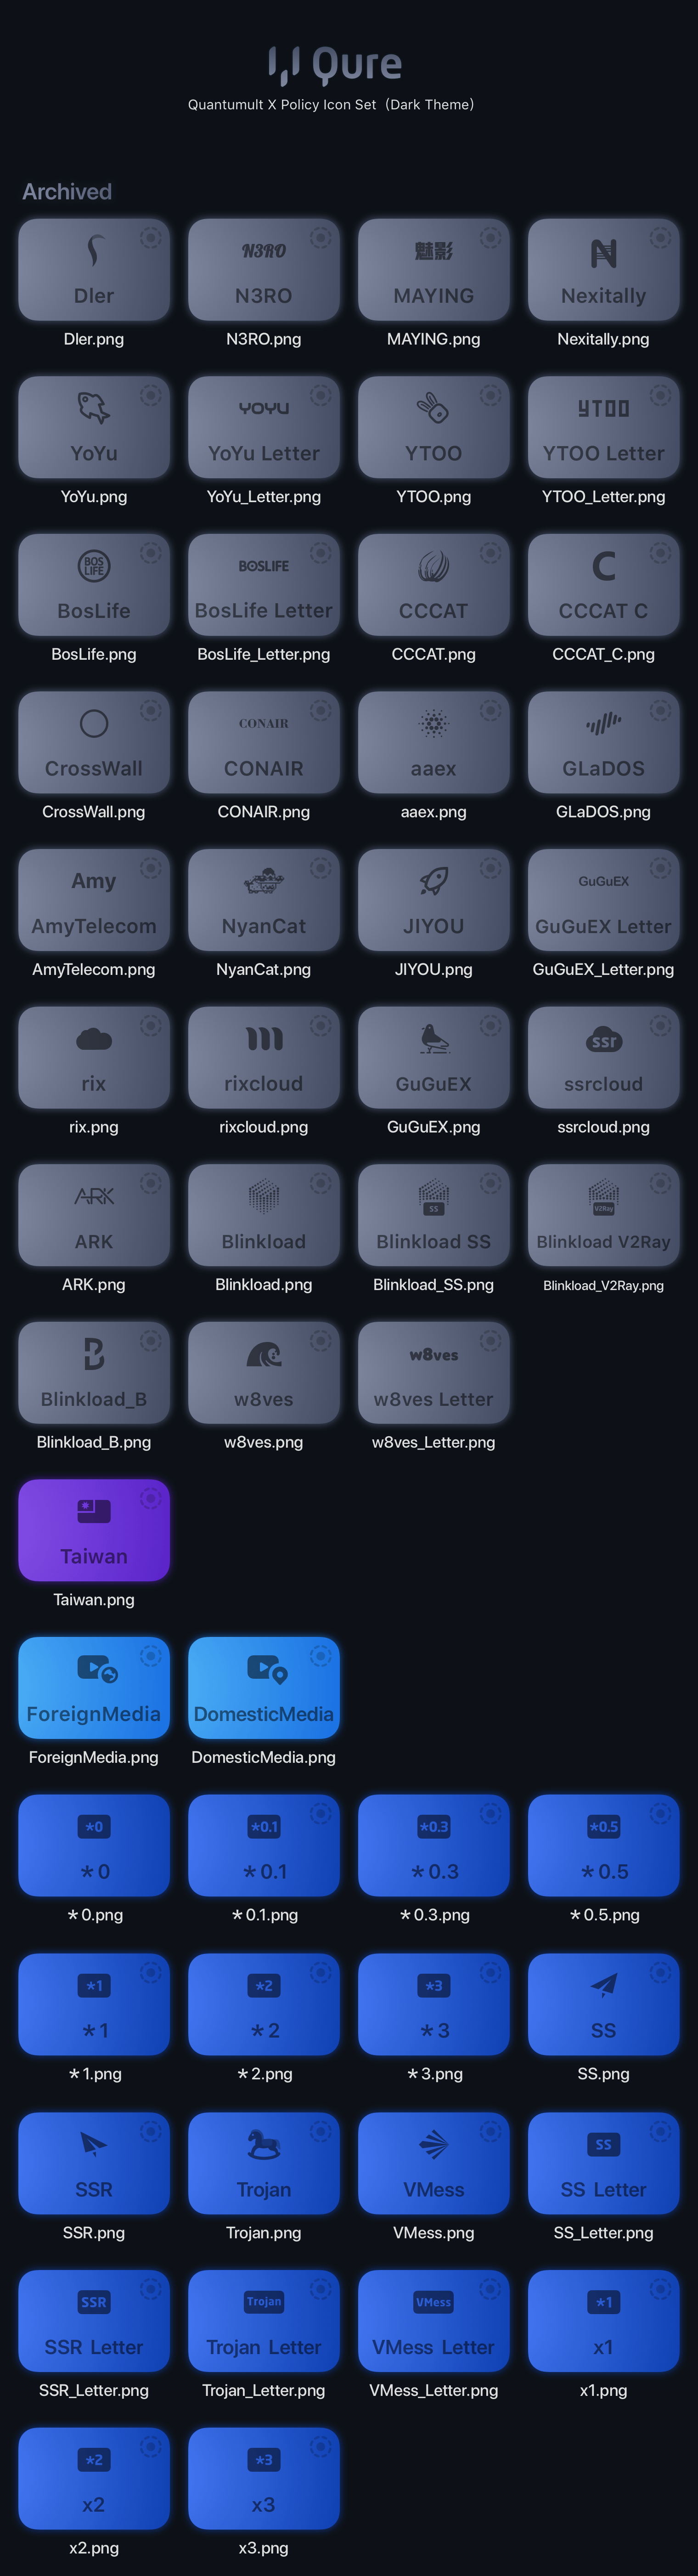 Qure
Quantumult X Policy Icon Set（Dark Theme）
Archived
N3RO 魅影 N
Dler N3RO MAYING Nexitally
Dler.png N3RO.png MAYING.png Nexitally.png
YOYU YTOO
YoYu YoYu Letter YTOO YTOO Letter
YoYu.png YoYu_Letter.png YTOO.png YTOO_Letter.png
BOS LIFE BOSLIFE C
BosLife BosLife Letter CCCAT CCCAT C
BosLife.png BosLife_Letter.png CCCAT.png CCCAT_C.png
CONAIR
CrossWall CONAIR aaex GLaDOS
CrossWall.png CONAIR.png aaex.png GLaDOS.png
Amy GuGuEX
AmyTelecom NyanCat JIYOU GuGuEX Letter
AmyTelecom.png NyanCat.png JIYOU.png GuGuEX_Letter.png
ssr
rix rixcloud GuGuEX ssrcloud
rix.png rixcloud.png GuGuEX.png ssrcloud.png
ARK SS V2Ray
ARK Blinkload Blinkload SS Blinkload V2Ray
ARK.png Blinkload.png Blinkload_SS.png Blinkload_V2Ray.png
B w8ves
Blinkload_B w8ves w8ves Letter
Blinkload_B.png w8ves.png w8ves_Letter.png
Taiwan
Taiwan.png
ForeignMedia DomesticMedia
ForeignMedia.png DomesticMedia.png
*0 *0.1 *0.3 *0.5
*0 *0.1 *0.3 *0.5
*0.png *0.1.png *0.3.png *0.5.png
*1 *2 *3
*1 *2 *3 SS
*1.png *2.png *3.png SS.png
SS
SSR Trojan VMess SS Letter
SSR.png Trojan.png VMess.png SS_Letter.png
SSR Trojan VMess *1
SSR Letter Trojan Letter VMess Letter x1
SSR_Letter.png Trojan_Letter.png VMess_Letter.png x1.png
*2 *3
x2 x3
x2.png x3.png